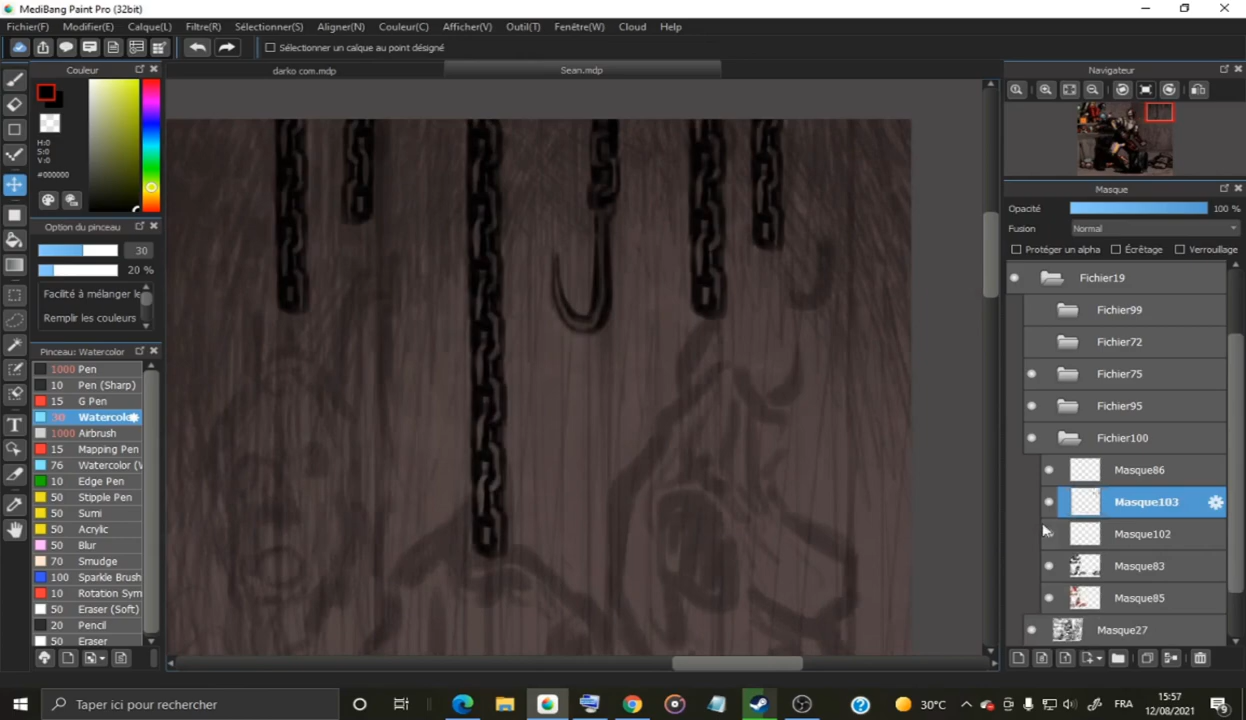 MediBang Paint Pro (32bit)
Fichier(F) Modifier(E) Calque(L) Filtre(R) Sélectionner(S) Aligner(N) Couleur(C) Afficher(V) Outil(T) Fenêtre(W) Cloud Help
Sélectionner un calque au point désigné
Couleur
darko com.mdp
Sean.mdp
Navigateur
H:0
S:0
V:0
#000000
Masque
Opacité 100 %
Fusion Normal
Protéger un alpha Écrêtage Verrouillage
Option du pinceau
30
20 %
Facilité à mélanger le
Remplir les couleurs
Pinceau: Watercolor
1000 Pen
10 Pen (Sharp)
15 G Pen
30 Watercolo
1000 Airbrush
15 Mapping Pen
76 Watercolor (W
10 Edge Pen
50 Stipple Pen
50 Sumi
50 Acrylic
50 Blur
70 Smudge
100 Sparkle Brush
10 Rotation Sym
50 Eraser (Soft)
20 Pencil
50 Eraser
Fichier19
Fichier99
Fichier72
Fichier75
Fichier95
Fichier100
Masque86
Masque103
Masque102
Masque83
Masque85
Masque27
Taper ici pour rechercher
30°C
FRA
15:57
12/08/2021
9